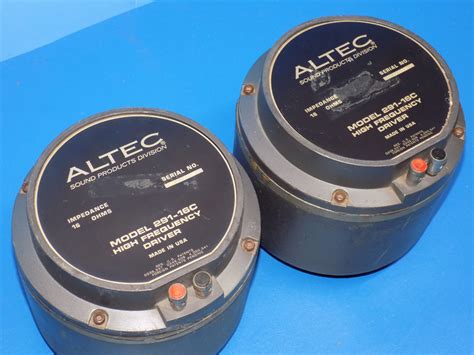 ALTEC
SOUND PRODUCTS DIVISION
IMPEDANCE
16 OHMS
SERIAL NO.
MODEL 291-16C
HIGH FREQUENCY
DRIVER
MADE IN USA
ALTEC
SOUND PRODUCTS DIVISION
IMPEDANCE
16 OHMS
SERIAL NO.
MODEL 291-16C
HIGH FREQUENCY
DRIVER
MADE IN USA